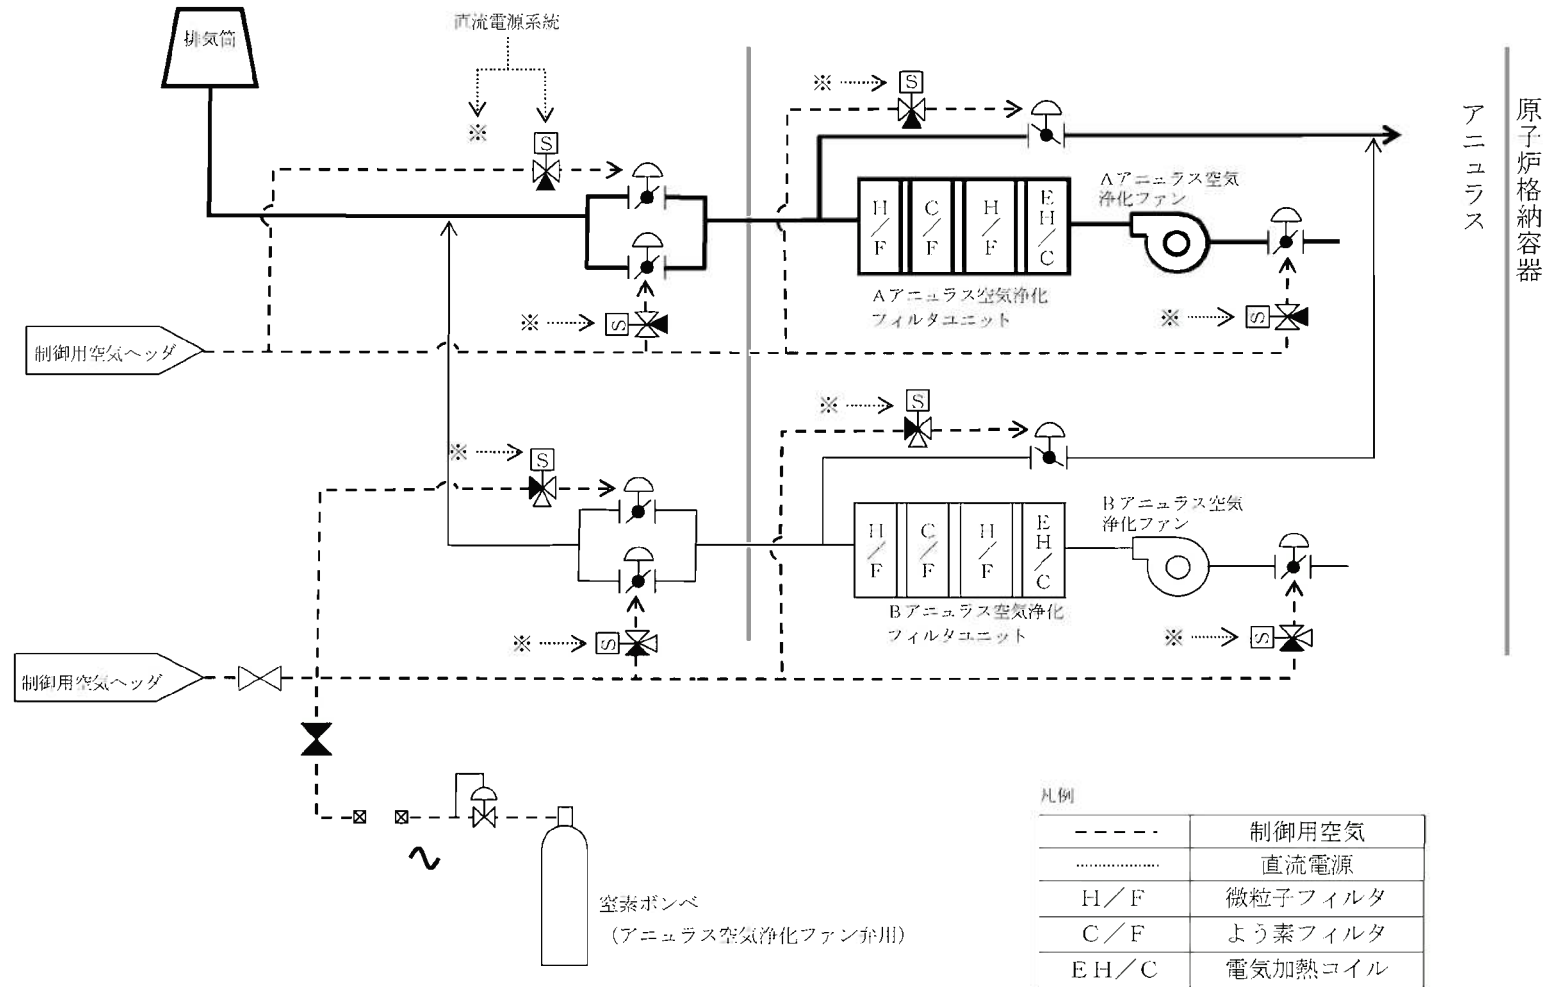 排気筒
直流電源系統
※
※
S
S
※
S
※
S
※
S
H/F
C/F
H/F
EH/C
Aアニュラス空気
浄化ファン
Aアニュラス空気浄化
フィルタユニット
アニュラス
原子炉格納容器
制御用空気ヘッダ
※
S
※
S
※
S
※
S
H/F
C/F
H/F
EH/C
Bアニュラス空気
浄化ファン
Bアニュラス空気浄化
フィルタユニット
制御用空気ヘッダ
窒素ボンベ
(アニュラス空気浄化ファン弁用)
凡例
制御用空気
直流電源
H/F 微粒子フィルタ
C/F よう素フィルタ
EH/C 電気加熱コイル